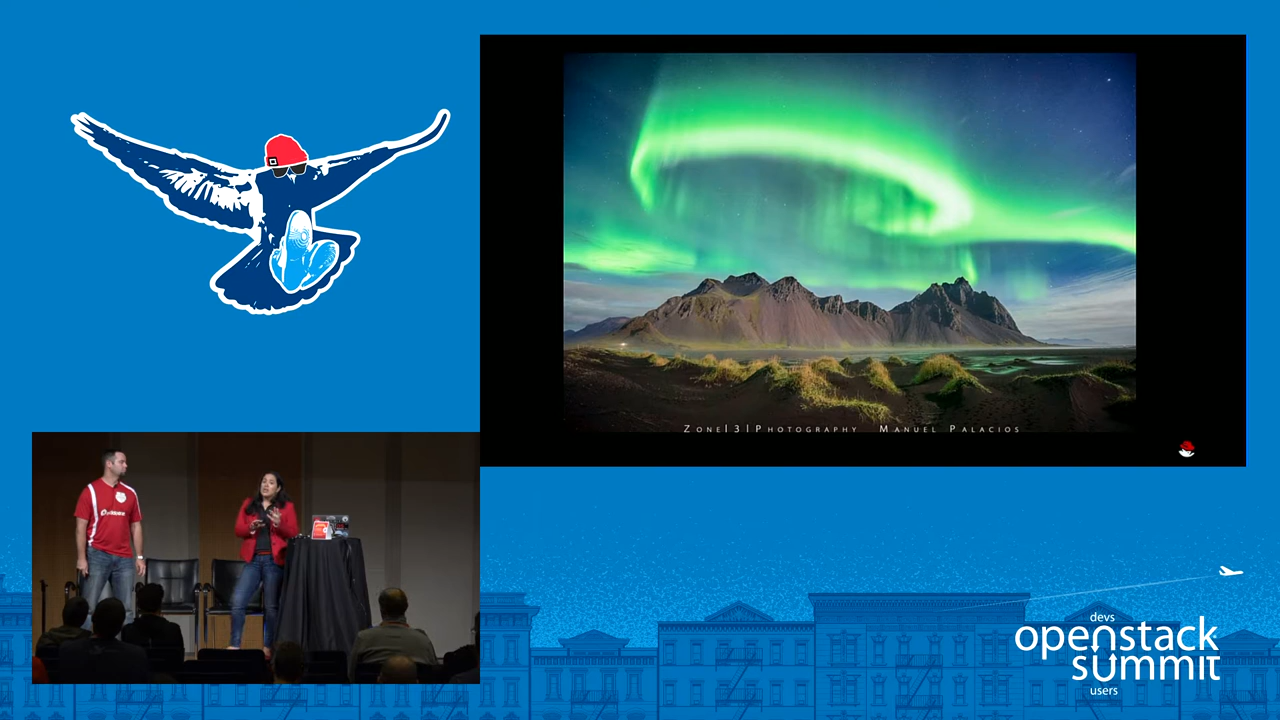 Zone|3|Photography Manuel Palacios
devs
openstack
summit
users